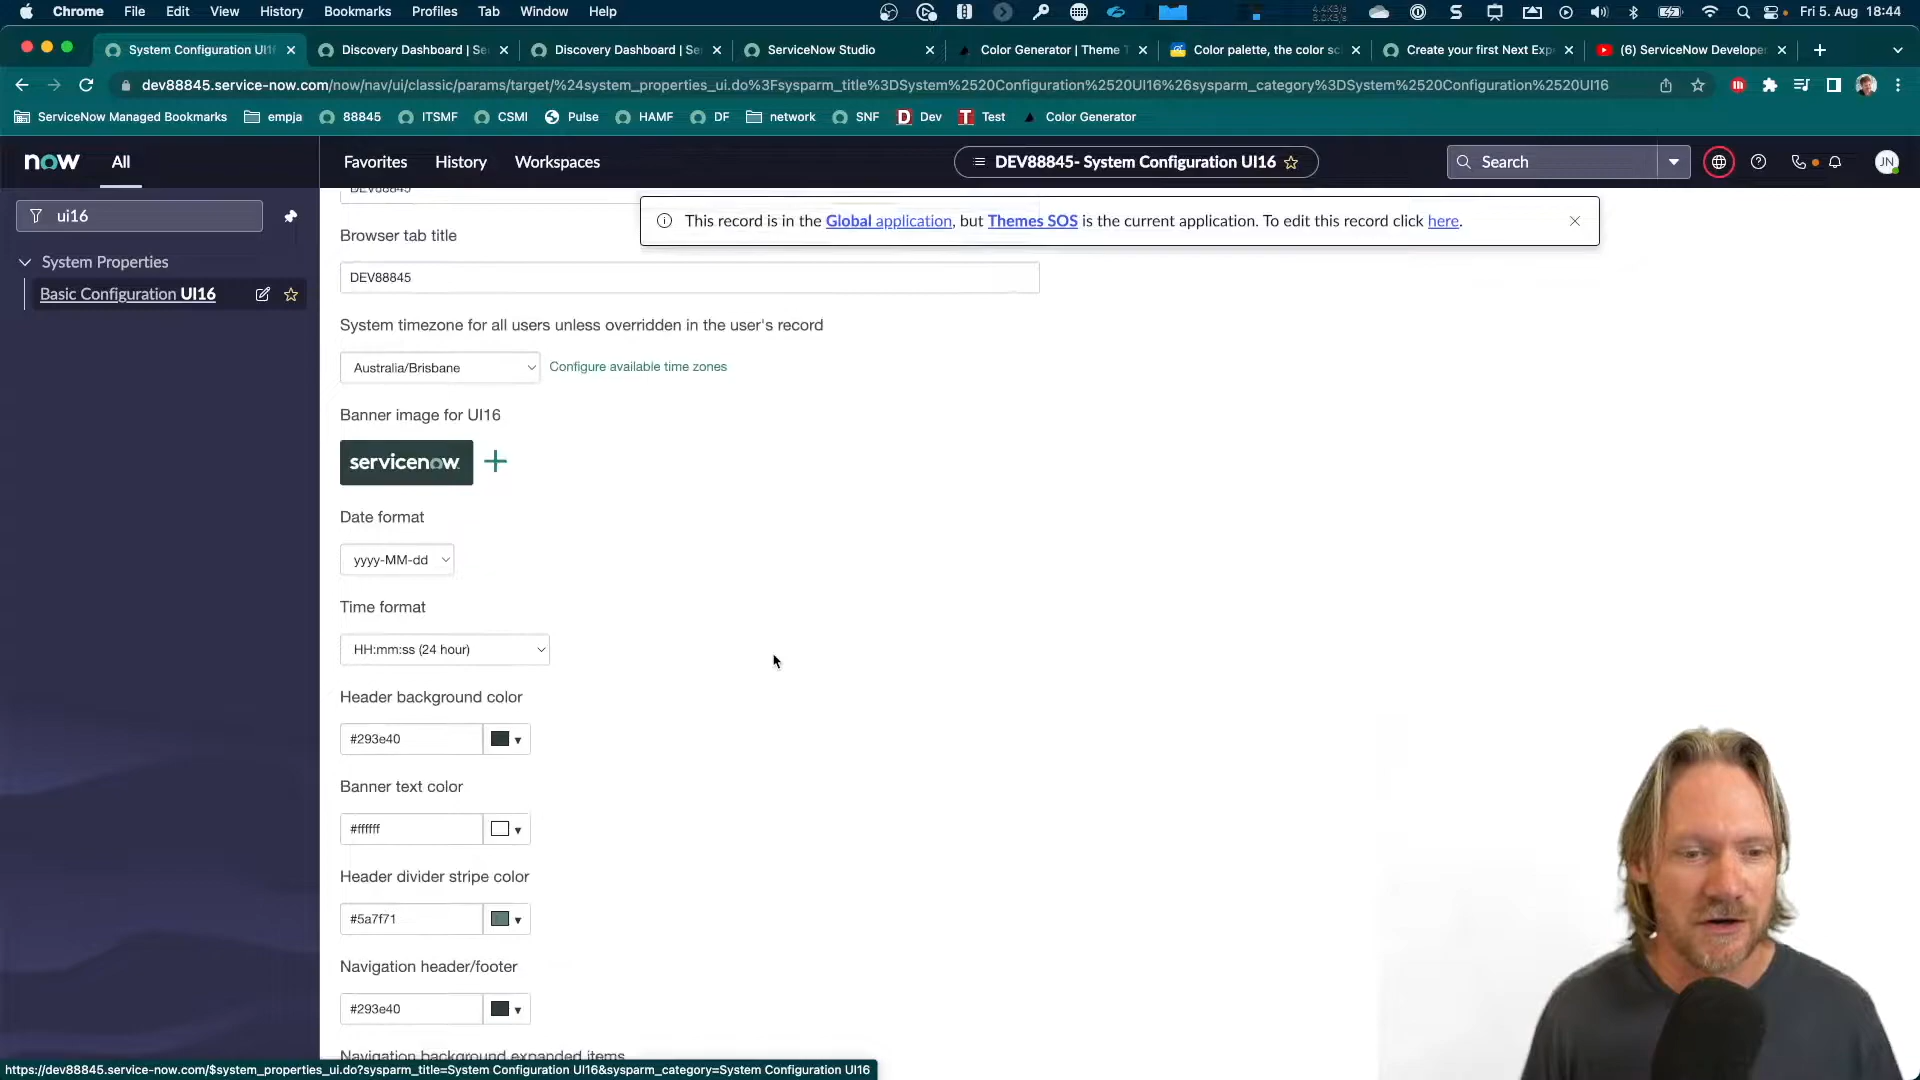 Chrome File Edit View History Bookmarks Profiles Tab Window Help
4.4KB/s
3.0KB/s
Fri 5. Aug 18:44
System Configuration UI1
Discovery Dashboard | Se
Discovery Dashboard | Se
ServiceNow Studio
Color Generator | Theme T
Color palette, the color sc
Create your first Next Exp
(6) ServiceNow Develope
dev88845.service-now.com/now/nav/ui/classic/params/target/%24system_properties_ui.do%3Fsysparm_title%3DSystem%2520Configuration%2520UI16%26sysparm_category%3DSystem%2520Configuration%2520UI16
ServiceNow Managed Bookmarks empja 88845 ITSMF CSMI Pulse HAMF DF network SNF Dev Test Color Generator
now All Favorites History Workspaces DEV88845- System Configuration UI16 Search JN
ui16
System Properties
Basic Configuration UI16
DEV88845
This record is in the Global application, but Themes SOS is the current application. To edit this record click here.
Browser tab title
DEV88845
System timezone for all users unless overridden in the user's record
Australia/Brisbane Configure available time zones
Banner image for UI16
servicenow
Date format
yyyy-MM-dd
Time format
HH:mm:ss (24 hour)
Header background color
#293e40
Banner text color
#ffffff
Header divider stripe color
#5a7f71
Navigation header/footer
#293e40
Navigation background expanded items
https://dev88845.service-now.com/$system_properties_ui.do?sysparm_title=System Configuration UI16&sysparm_category=System Configuration UI16